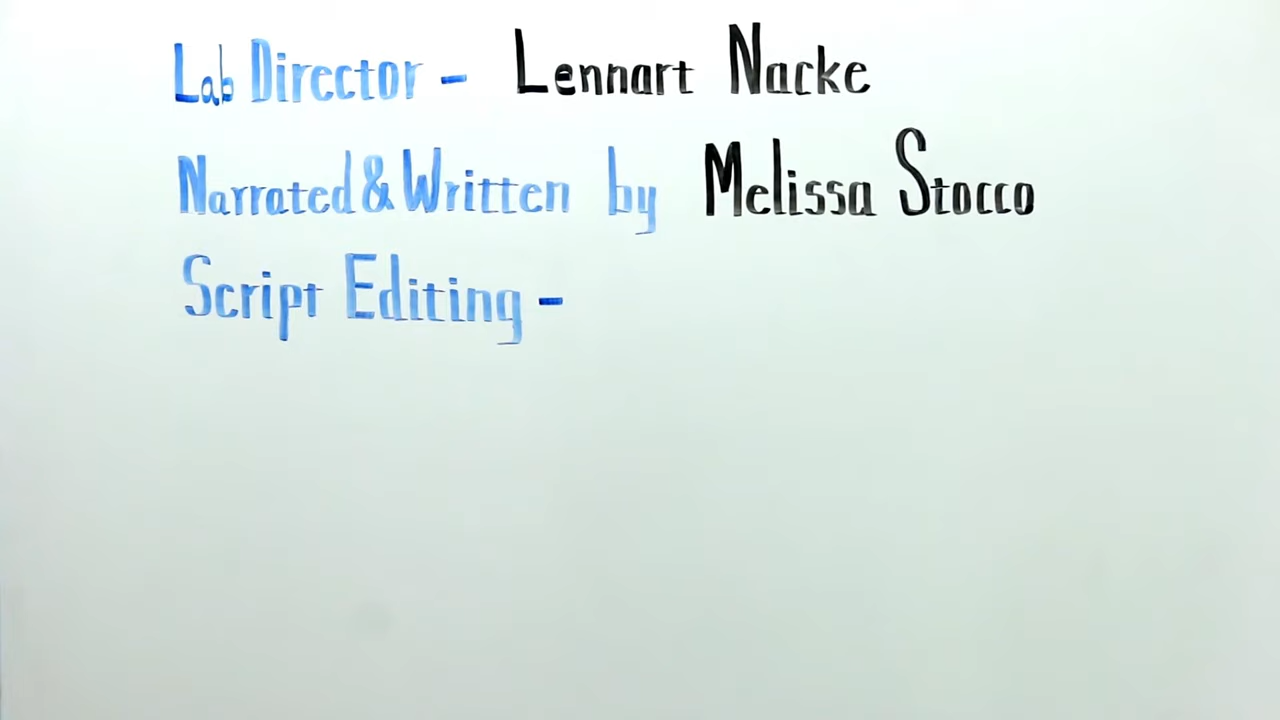 Lab Director - Lennart Nacke
Narrated & Written by Melissa Stocco
Script Editing -